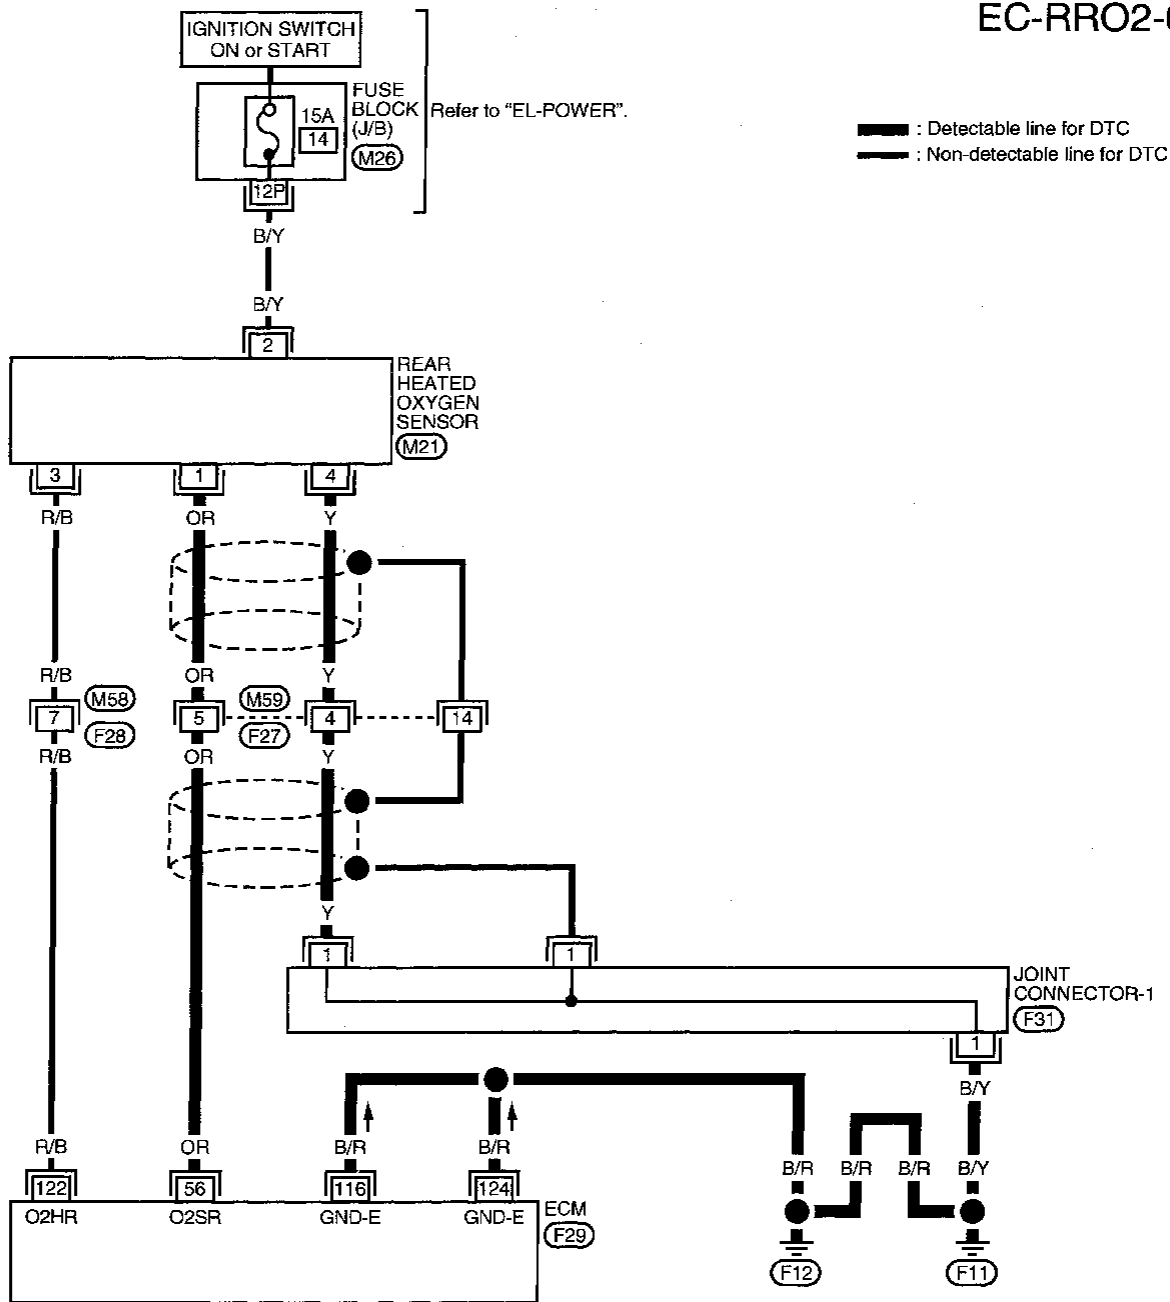 EC-RRO2-
IGNITION SWITCH
ON or START
FUSE
BLOCK
(J/B)
M26
15A
14
Refer to "EL-POWER".
: Detectable line for DTC
: Non-detectable line for DTC
12P
B/Y
B/Y
2
REAR
HEATED
OXYGEN
SENSOR
M21
3 1 4
R/B OR Y
R/B OR Y
M58 M59
7 5 4 14
F28 F27
R/B OR Y
Y
1 1
JOINT
CONNECTOR-1
F31
1
B/Y
R/B OR B/R B/R
B/R B/R B/R B/Y
122 56 116 124
O2HR O2SR GND-E GND-E
ECM
F29
F12 F11